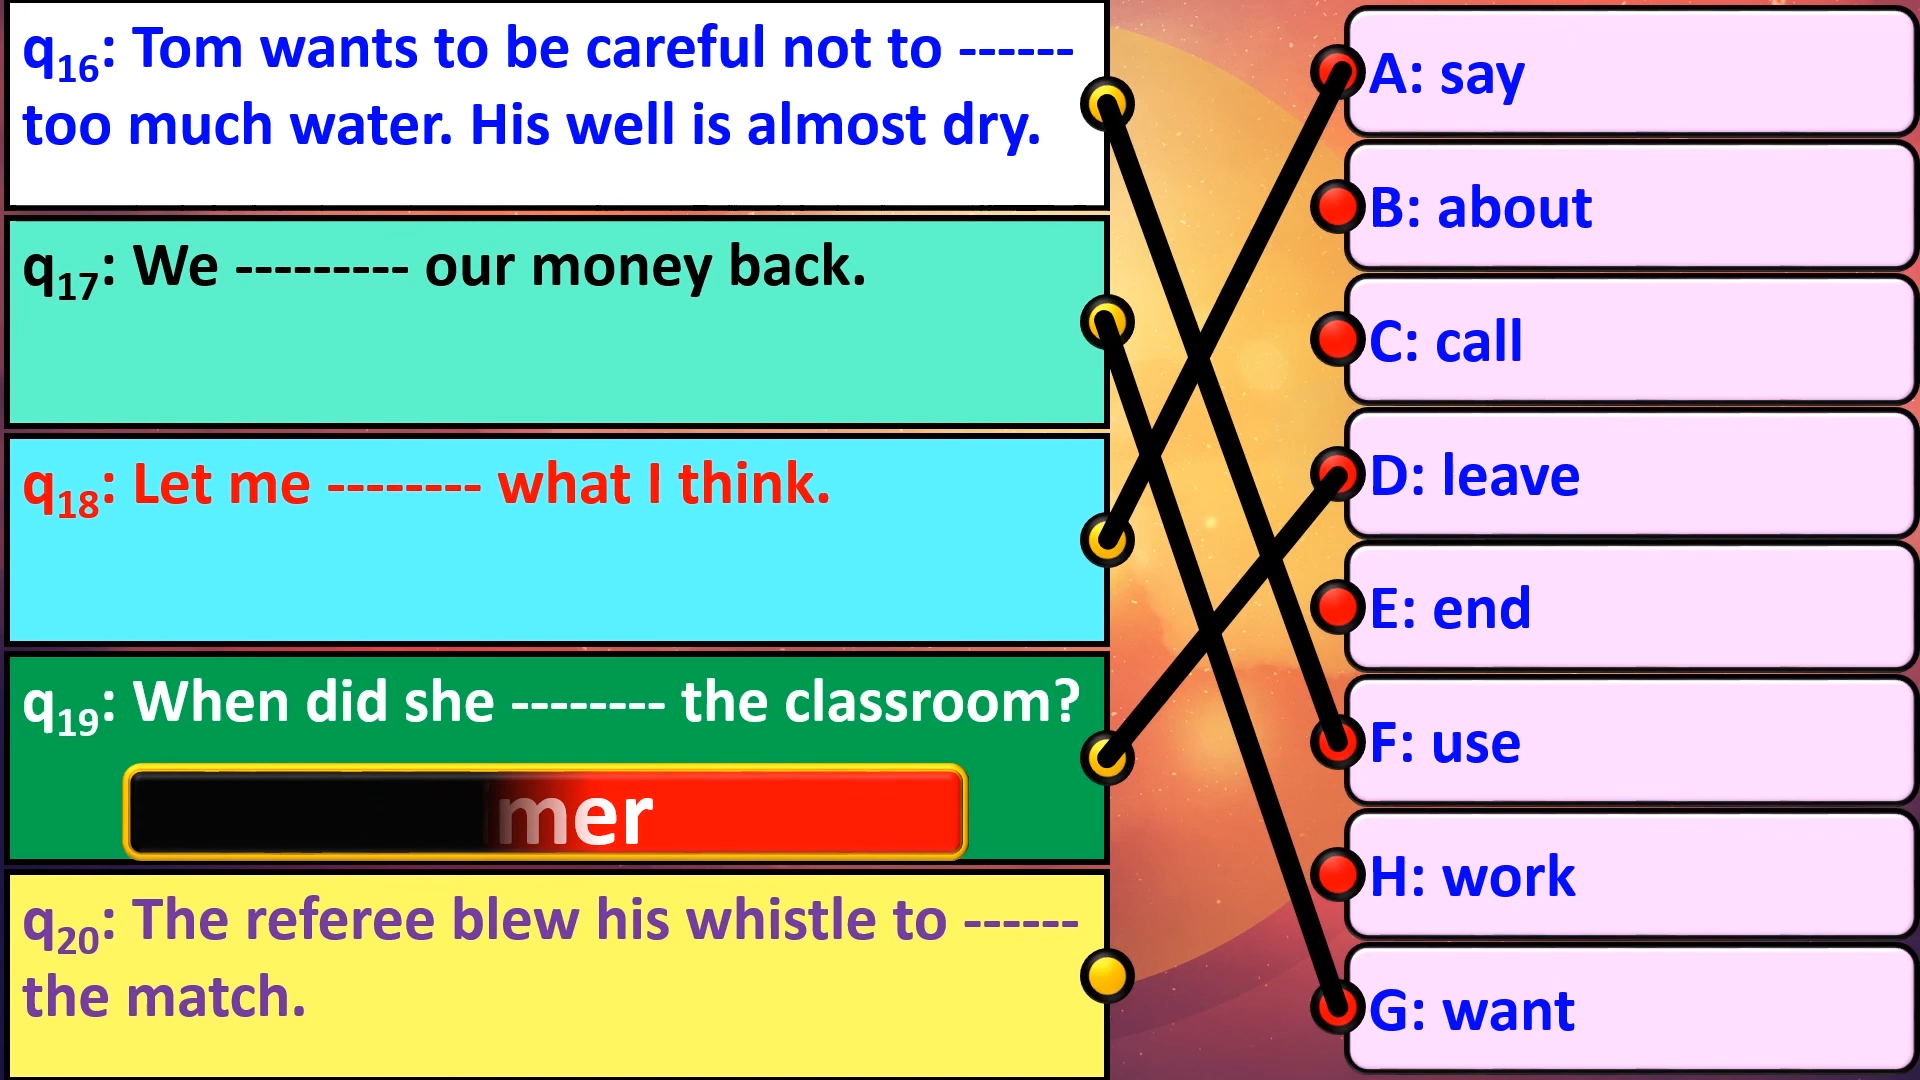 q16: Tom wants to be careful not to ------
too much water. His well is almost dry.
q17: We --------- our money back.
q18: Let me -------- what I think.
q19: When did she -------- the classroom?
mer
q20: The referee blew his whistle to ------
the match.
A: say
B: about
C: call
D: leave
E: end
F: use
H: work
G: want